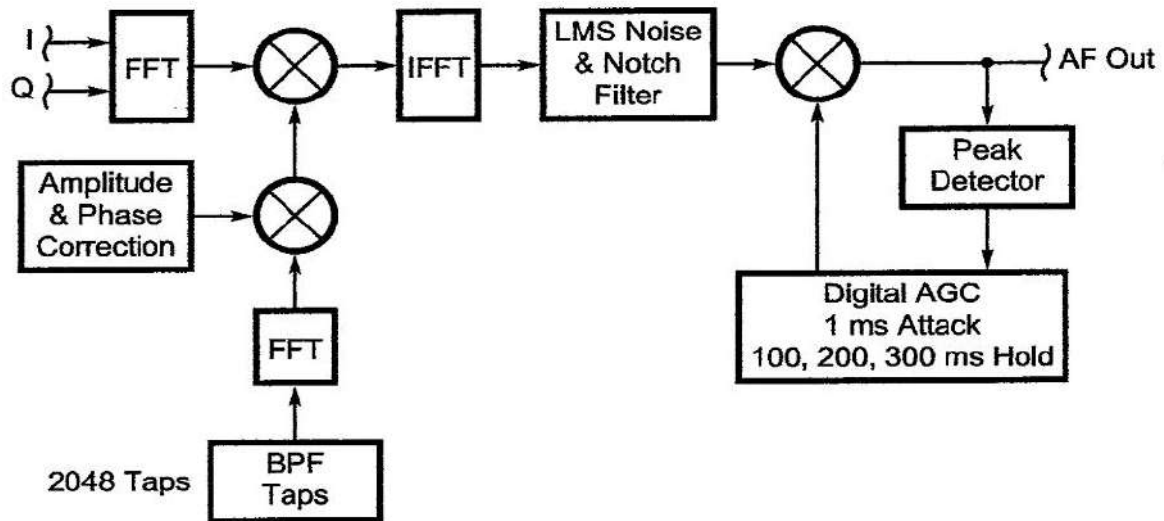 I
Q
FFT
IFFT
LMS Noise
& Notch
Filter
AF Out
Peak
Detector
Amplitude
& Phase
Correction
Digital AGC
1 ms Attack
100, 200, 300 ms Hold
FFT
2048 Taps
BPF
Taps